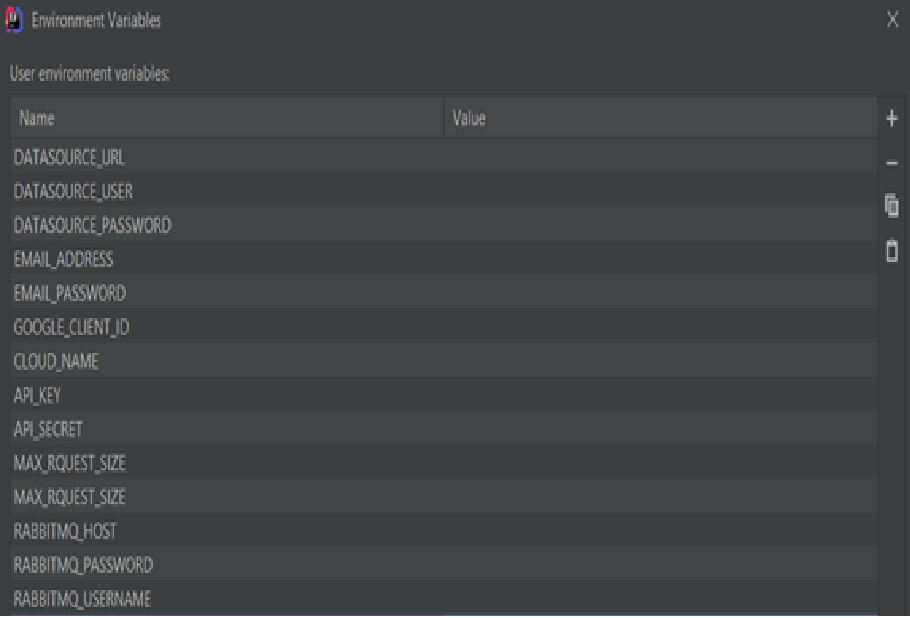 Environment Variables
User environment variables:
Name Value
DATASOURCE_URL
DATASOURCE_USER
DATASOURCE_PASSWORD
EMAIL_ADDRESS
EMAIL_PASSWORD
GOOGLE_CLIENT_ID
CLOUD_NAME
API_KEY
API_SECRET
MAX_RQUEST_SIZE
MAX_RQUEST_SIZE
RABBITMQ_HOST
RABBITMQ_PASSWORD
RABBITMQ_USERNAME